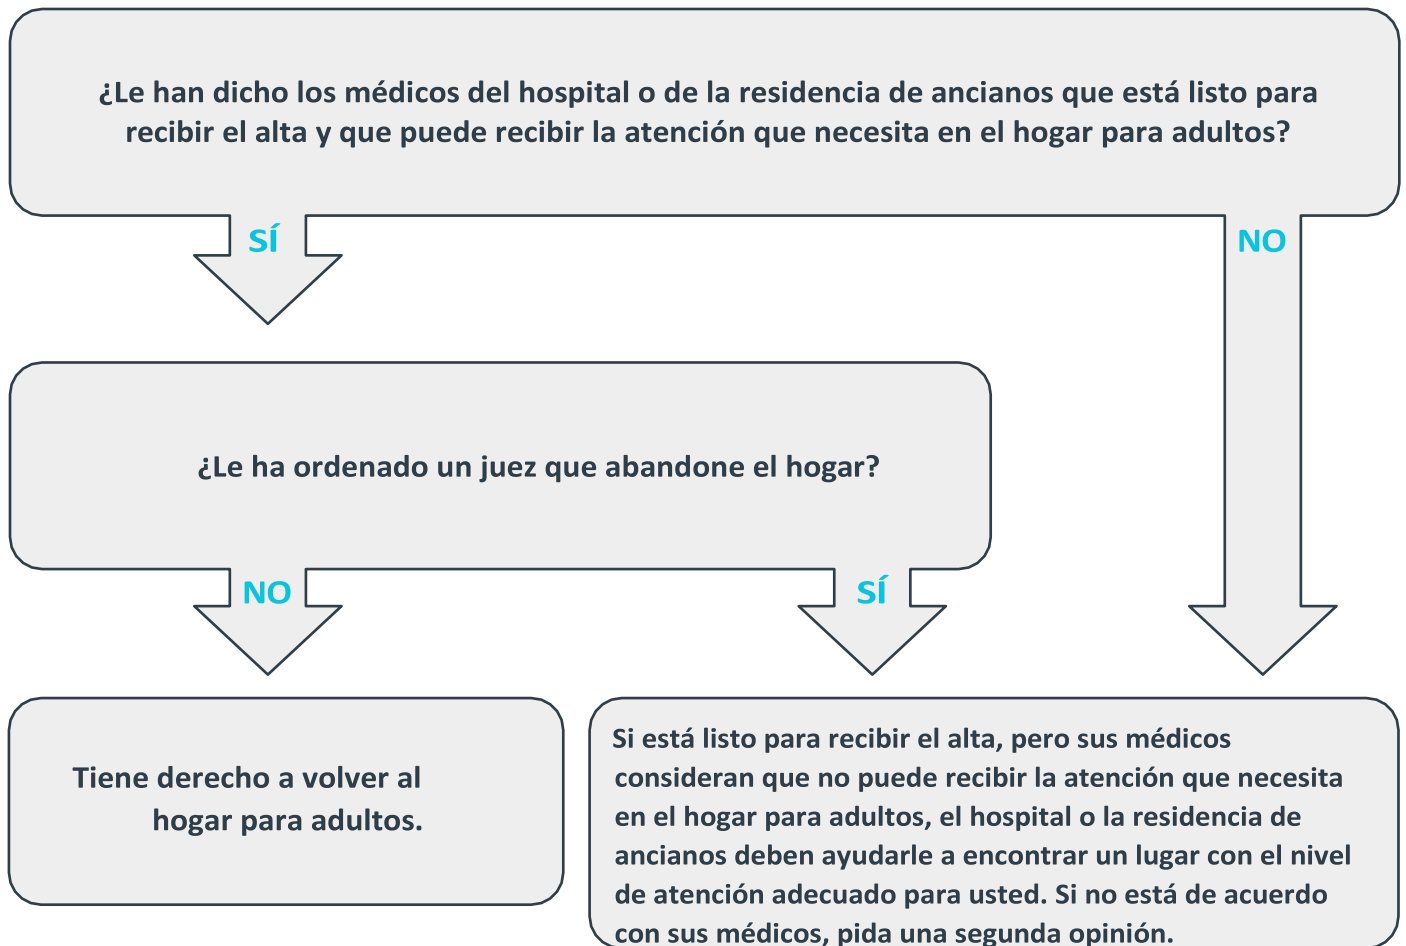 ¿Le han dicho los médicos del hospital o de la residencia de ancianos que está listo para
recibir el alta y que puede recibir la atención que necesita en el hogar para adultos?
SÍ
NO
¿Le ha ordenado un juez que abandone el hogar?
NO
SÍ
Tiene derecho a volver al
hogar para adultos.
Si está listo para recibir el alta, pero sus médicos
consideran que no puede recibir la atención que necesita
en el hogar para adultos, el hospital o la residencia de
ancianos deben ayudarle a encontrar un lugar con el nivel
de atención adecuado para usted. Si no está de acuerdo
con sus médicos, pida una segunda opinión.